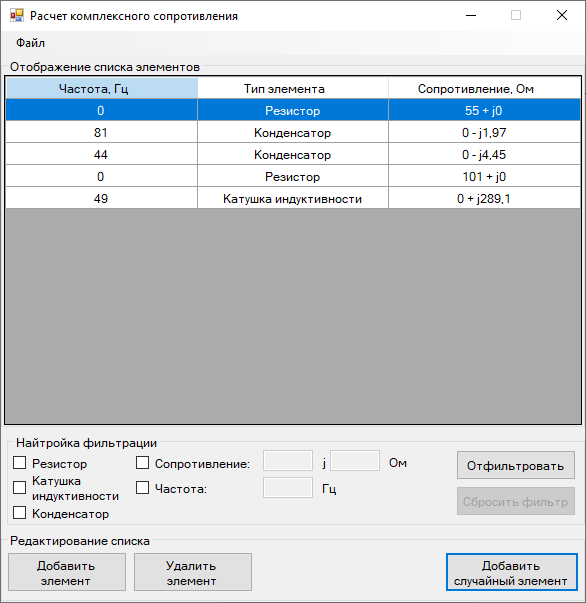 Расчет комплексного сопротивления
Файл
Отображение списка элементов
Частота, Гц Тип элемента Сопротивление, Ом
0 Резистор 55 + j0
81 Конденсатор 0 - j1,97
44 Конденсатор 0 - j4,45
0 Резистор 101 + j0
49 Катушка индуктивности 0 + j289,1
Найтройка фильтрации
Резистор Сопротивление: j Ом
Катушка
индуктивности
Частота: Гц
Конденсатор
Отфильтровать
Сбросить фильтр
Редактирование списка
Добавить
элемент
Удалить
элемент
Добавить
случайный элемент